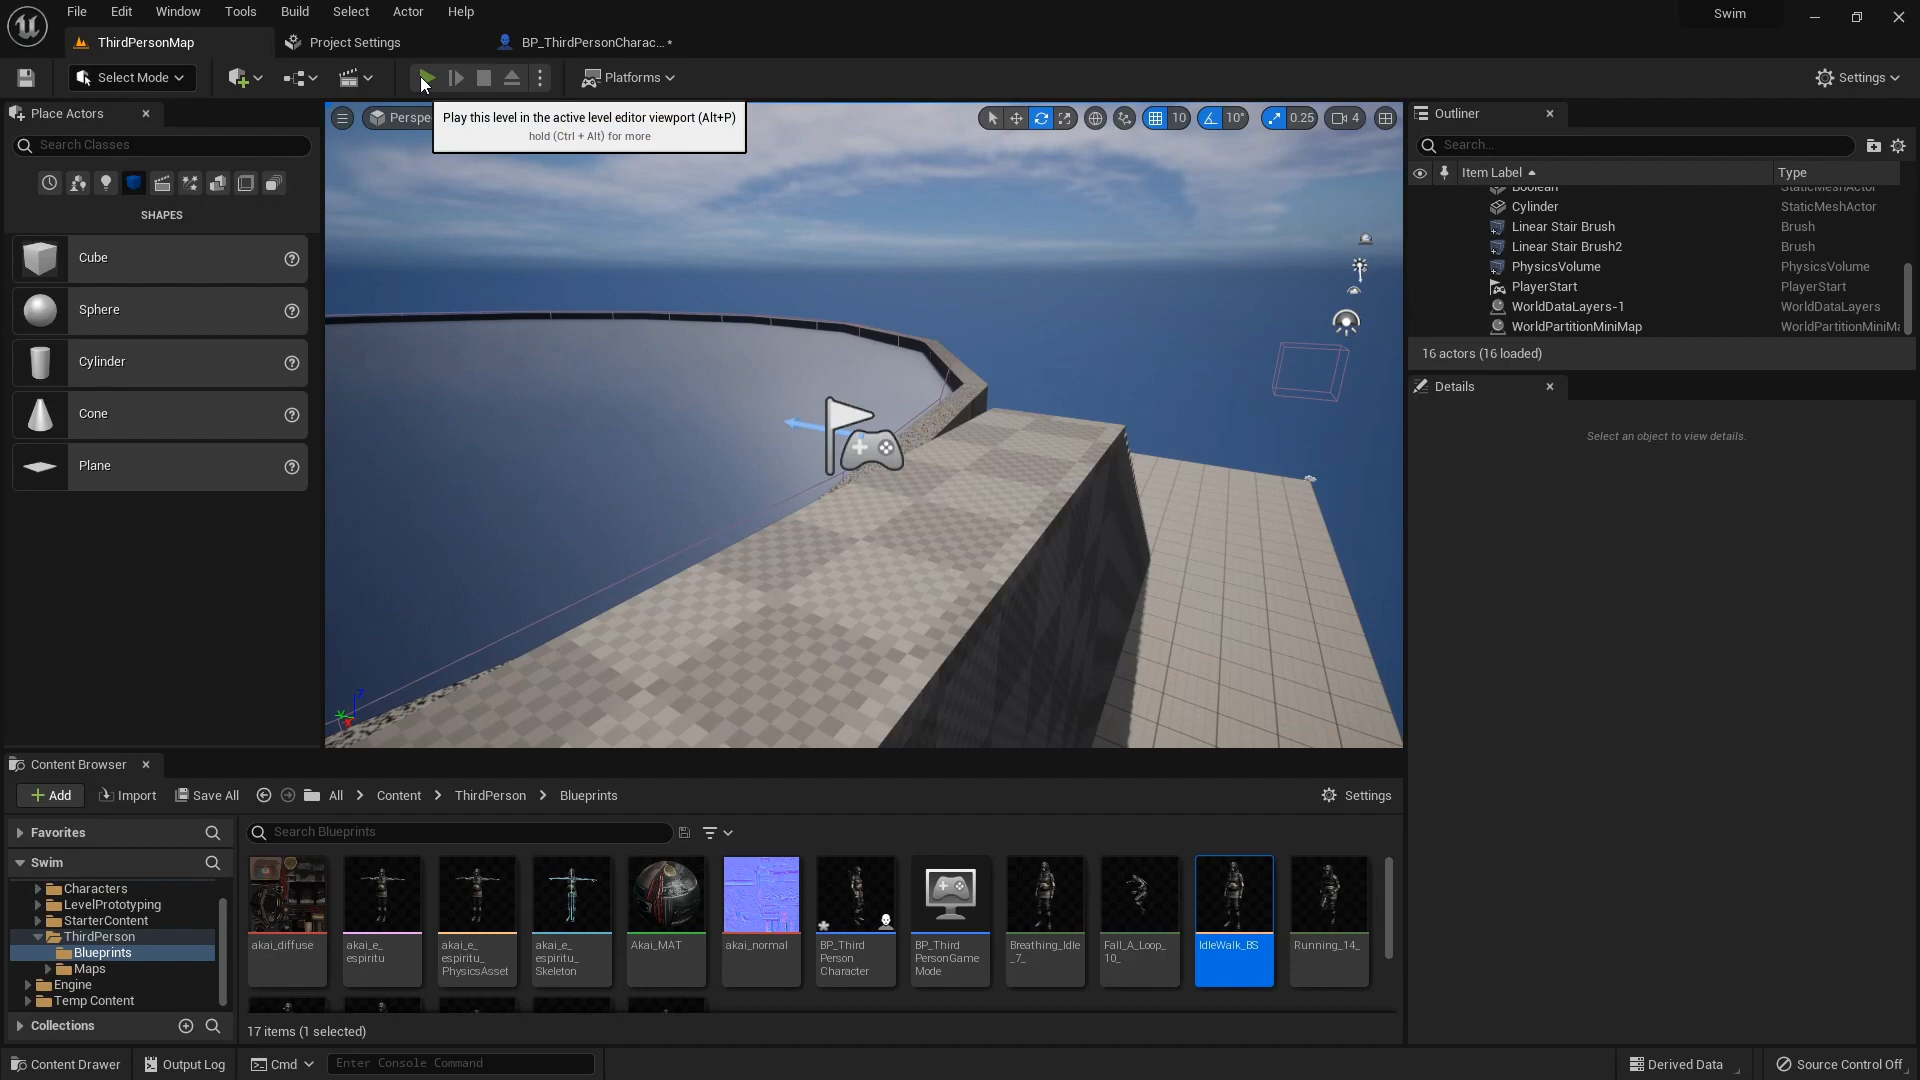 File Edit Window Tools Build Select Actor Help
Swim
ThirdPersonMap
Project Settings
BP_ThirdPersonCharac... *
Select Mode
Platforms
Settings
Place Actors
Search Classes
SHAPES
Cube
Sphere
Cylinder
Cone
Plane
Perspe
Play this level in the active level editor viewport (Alt+P)
hold (Ctrl + Alt) for more
10
10°
0.25
4
Outliner
Search...
Item Label
Type
Boolean StaticMeshActor
Cylinder StaticMeshActor
Linear Stair Brush Brush
Linear Stair Brush2 Brush
PhysicsVolume PhysicsVolume
PlayerStart PlayerStart
WorldDataLayers-1 WorldDataLayers
WorldPartitionMiniMap WorldPartitionMiniMa
16 actors (16 loaded)
Details
Select an object to view details.
Z
Content Browser
Add Import Save All All Content ThirdPerson Blueprints
Settings
Favorites
Swim
Characters
LevelPrototyping
StarterContent
ThirdPerson
Blueprints
Maps
Engine
Temp Content
Collections
Search Blueprints
akai_diffuse
akai_e_
espiritu
akai_e_
espiritu_
PhysicsAsset
akai_e_
espiritu_
Skeleton
Akai_MAT
akai_normal
BP_Third
Person
Character
BP_Third
PersonGame
Mode
Breathing_Idle
_7_
Fall_A_Loop_
10_
IdleWalk_BS
Running_14_
17 items (1 selected)
Content Drawer
Output Log
Cmd
Enter Console Command
Derived Data
Source Control Off